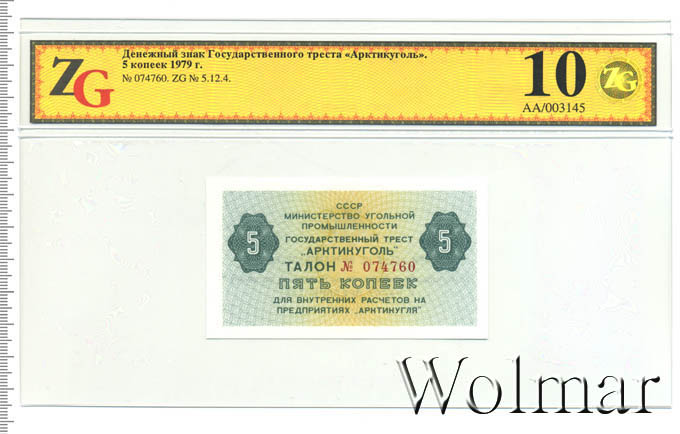 ZG
Денежный знак Государственного треста «Арктикуголь».
5 копеек 1979 г.
№ 074760. ZG № 5.12.4.
10
ZG
АА/003145
СССР
МИНИСТЕРСТВО УГОЛЬНОЙ
ПРОМЫШЛЕННОСТИ
ГОСУДАРСТВЕННЫЙ ТРЕСТ
„АРКТИКУГОЛЬ"
5
5
ТАЛОН № 074760
ПЯТЬ КОПЕЕК
ДЛЯ ВНУТРЕННИХ РАСЧЕТОВ НА
ПРЕДПРИЯТИЯХ „АРКТИКУГЛЯ"
Wolmar